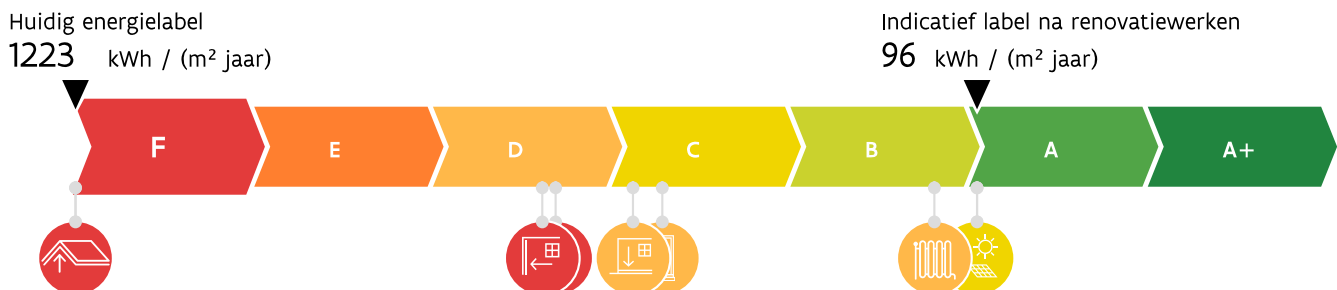 Huidig energielabel
1223 kWh / (m² jaar)
Indicatief label na renovatiewerken
96 kWh / (m² jaar)
F E D C B A A+